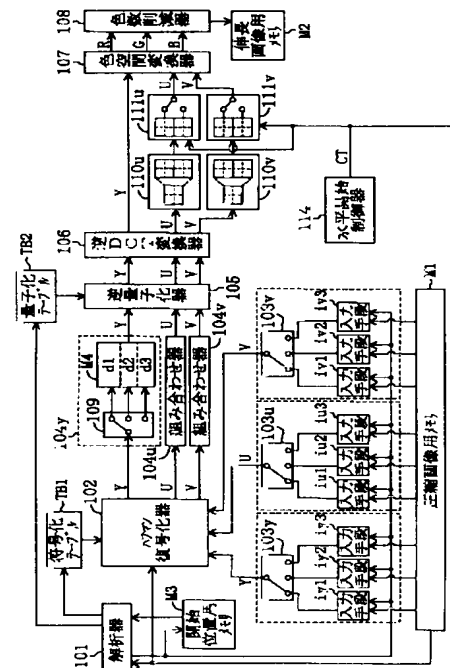 108
色数削減器
伸長画像用メモリ
M2
R
G
B
107
色空間変換器
111u
111v
U
V
110u
110v
Y
U
V
CT
114
水平開始制御器
106
逆DCT変換器
TB2
量子化テーブル
Y
U
V
逆量子化器
105
104y
M4
d1
d2
d3
109
Y
U
V
104u
組み合わせ器
組み合わせ器
104v
TB1
符号化テーブル
102
ハフマン復号化器
Y
U
V
101
解析器
M3
開始位置用メモリ
Y
U
V
103y
103u
103v
iy1
iy2
iy3
iu1
iu2
iu3
iv1
iv2
iv3
入力手段
入力手段
入力手段
入力手段
入力手段
入力手段
入力手段
入力手段
入力手段
圧縮画像用メモリ
M1